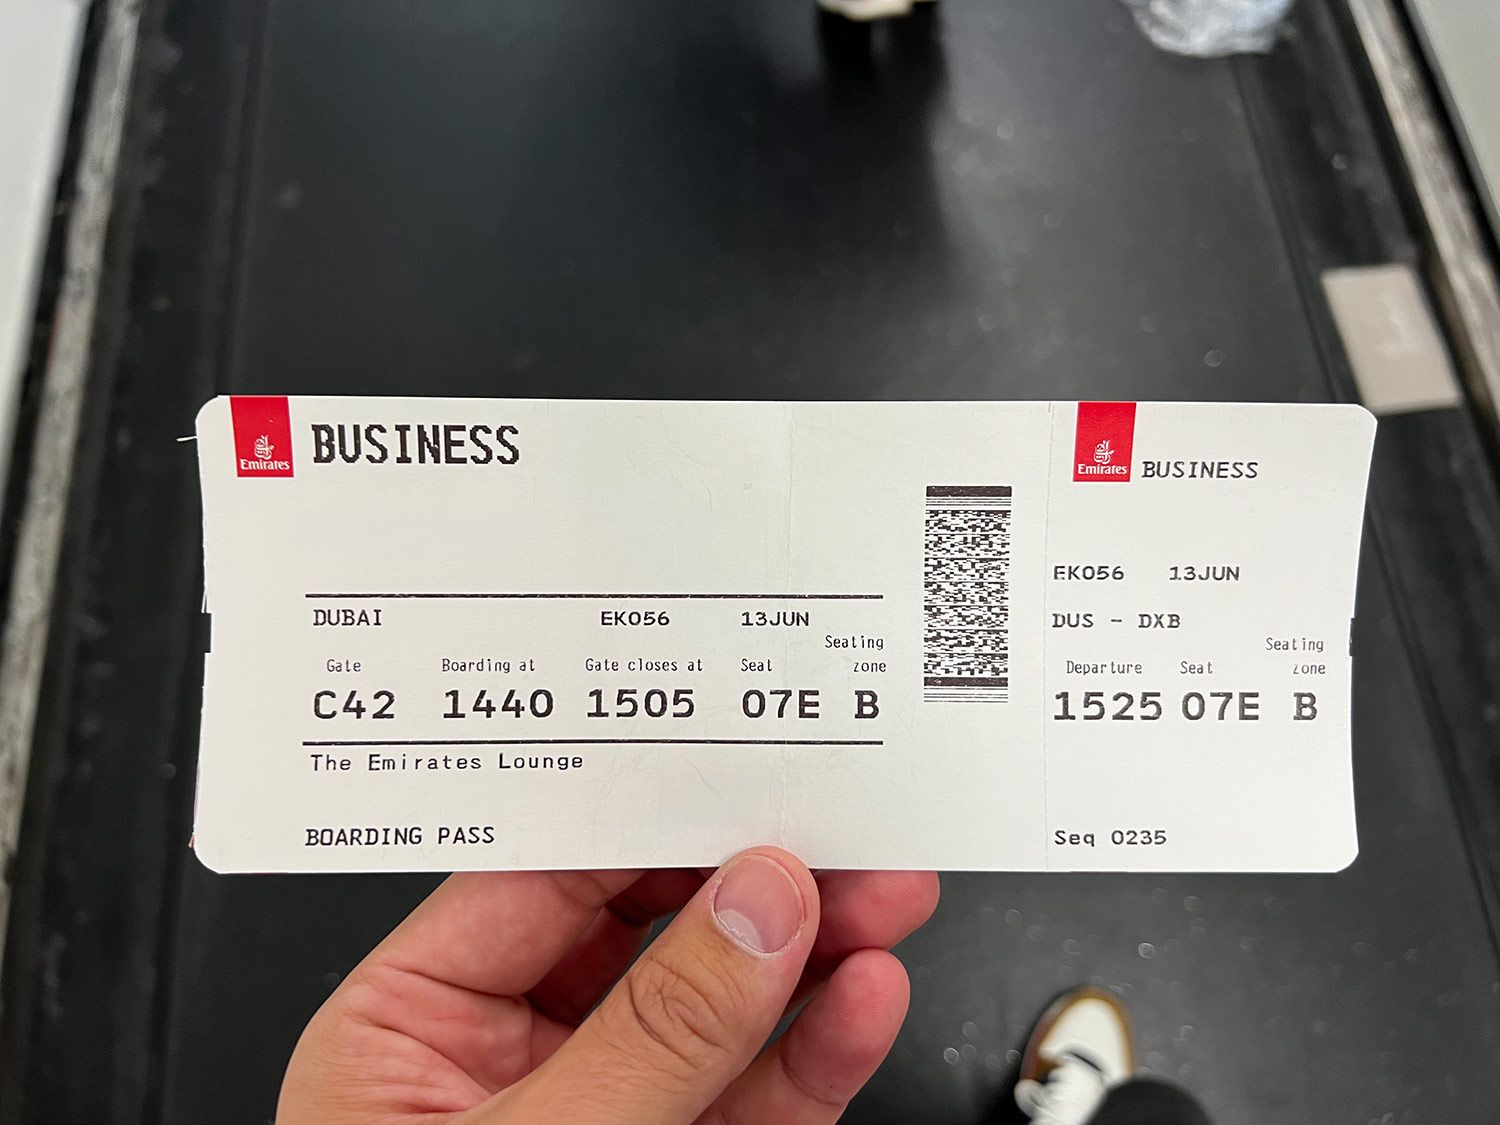 Emirates BUSINESS
DUBAI EK056 13JUN
Gate Boarding at Gate closes at Seat Seating zone
C42 1440 1505 07E B
The Emirates Lounge
BOARDING PASS
Emirates BUSINESS
EK056 13JUN
DUS - DXB
Departure Seat Seating zone
1525 07E B
Seq 0235